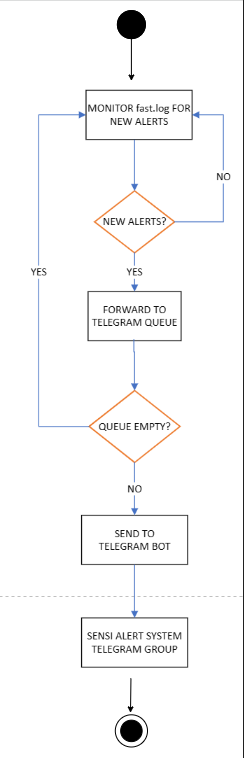 MONITOR fast.log FOR
NEW ALERTS
NO
NEW ALERTS?
YES
YES
FORWARD TO
TELEGRAM QUEUE
QUEUE EMPTY?
NO
SEND TO
TELEGRAM BOT
SENSI ALERT SYSTEM
TELEGRAM GROUP